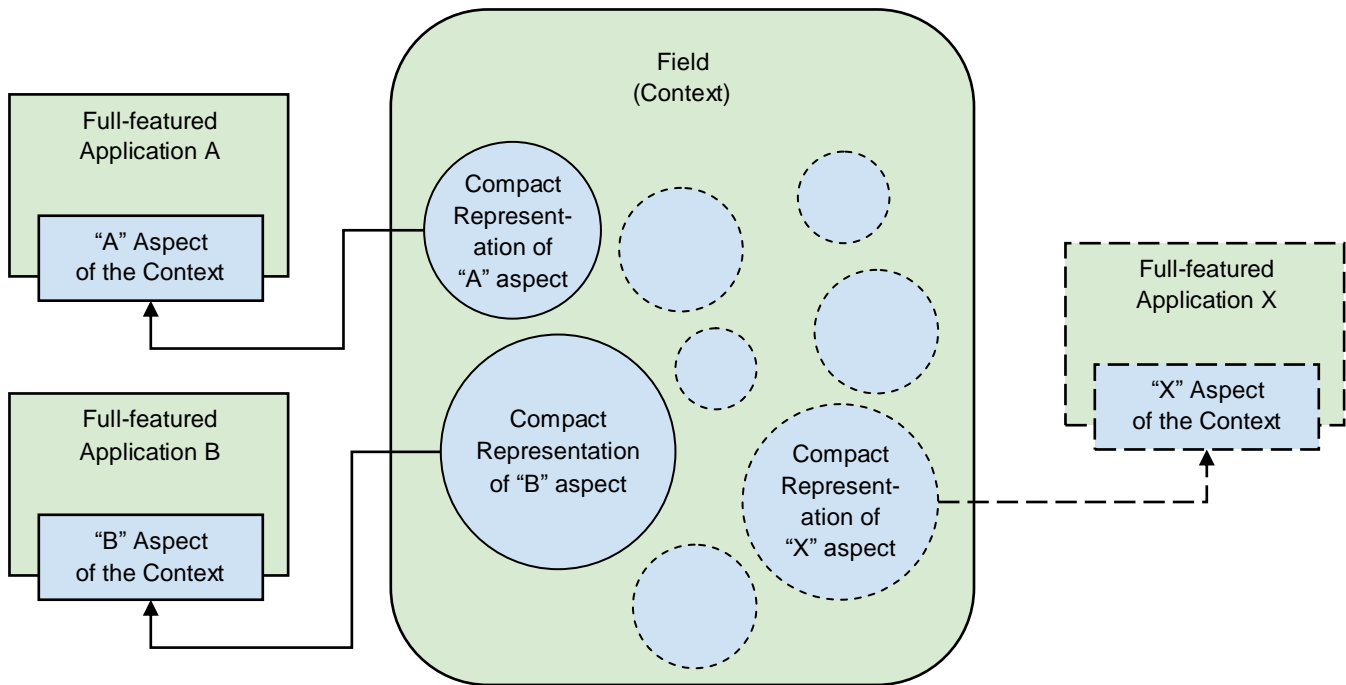 Field
(Context)
Full-featured
Application A
“A” Aspect
of the Context
Compact
Represent-
ation of
“A” aspect
Full-featured
Application X
“X” Aspect
of the Context
Full-featured
Application B
“B” Aspect
of the Context
Compact
Representation
of “B” aspect
Compact
Represent-
ation of
“X” aspect